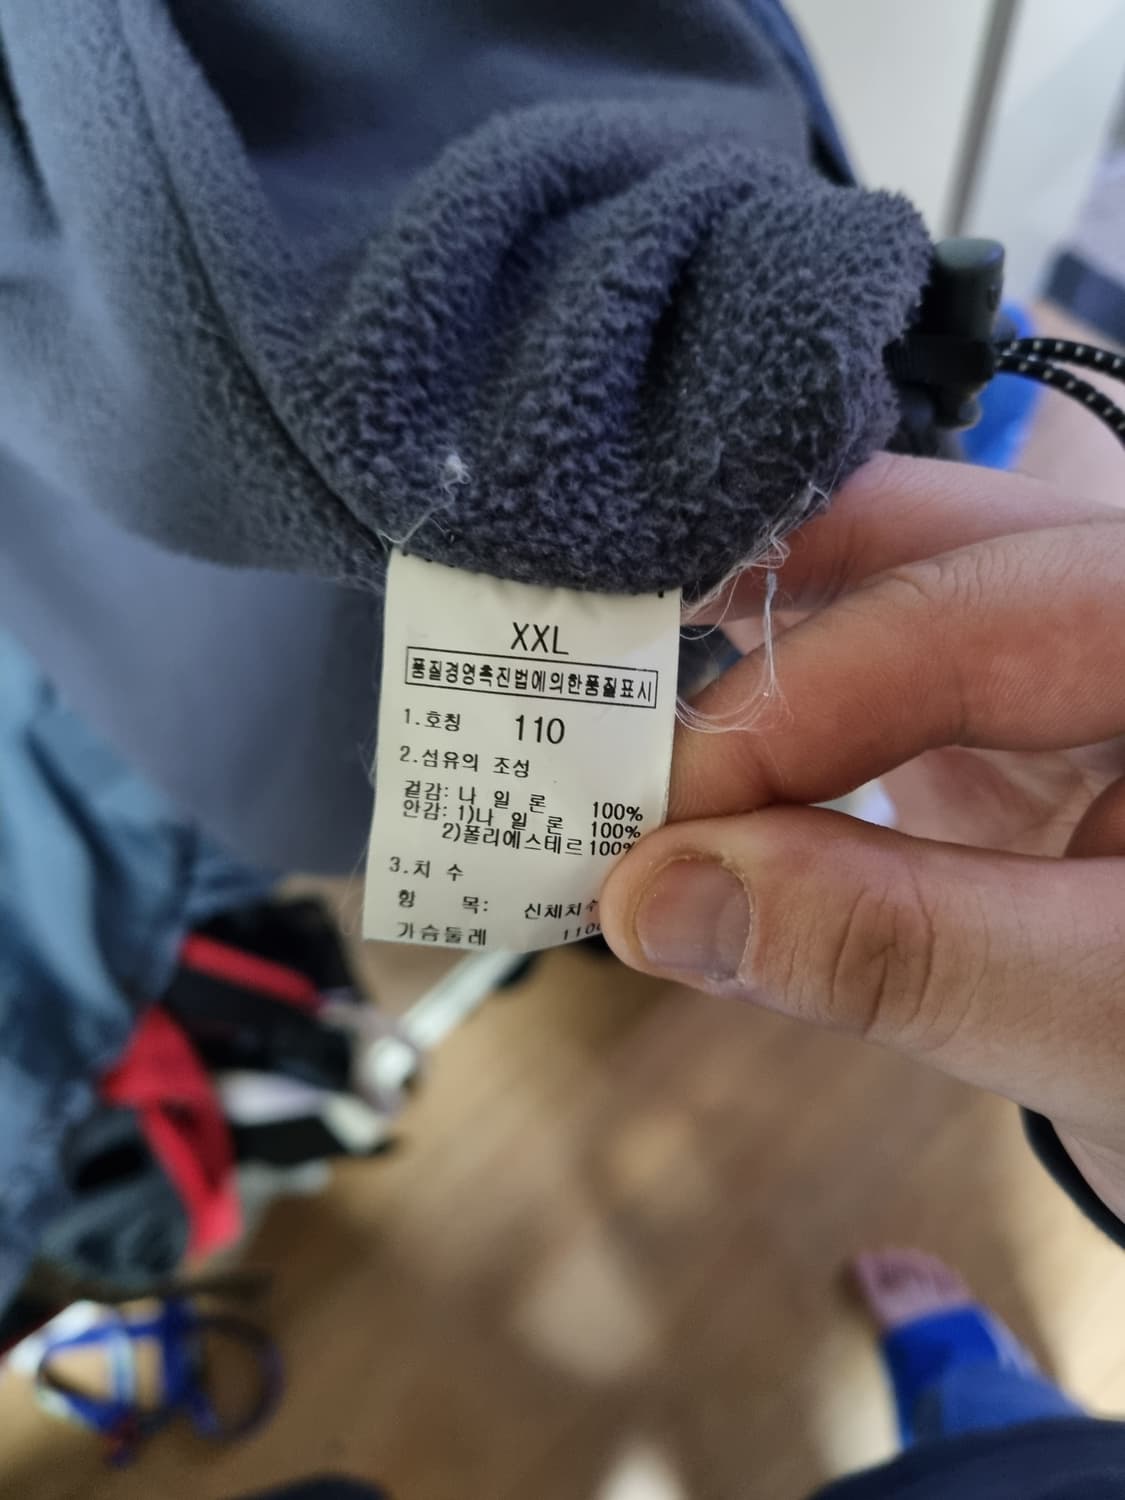 XXL
품질경영촉진법에의한품질표시
1.호칭 110
2.섬유의 조성
겉감: 나 일 론 100%
안감: 1)나 일 론 100%
2)폴리에스테르 100%
3.치 수
항 목: 신체치수
가슴둘레